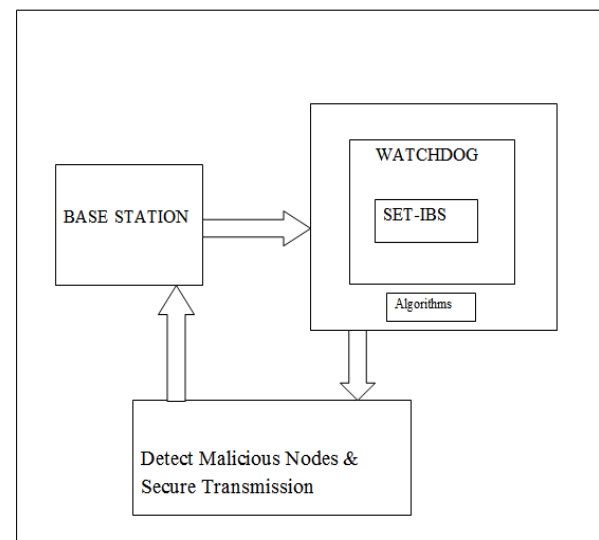 WATCHDOG
BASE STATION
SET-IBS
Algorithms
Detect Malicious Nodes &
Secure Transmission